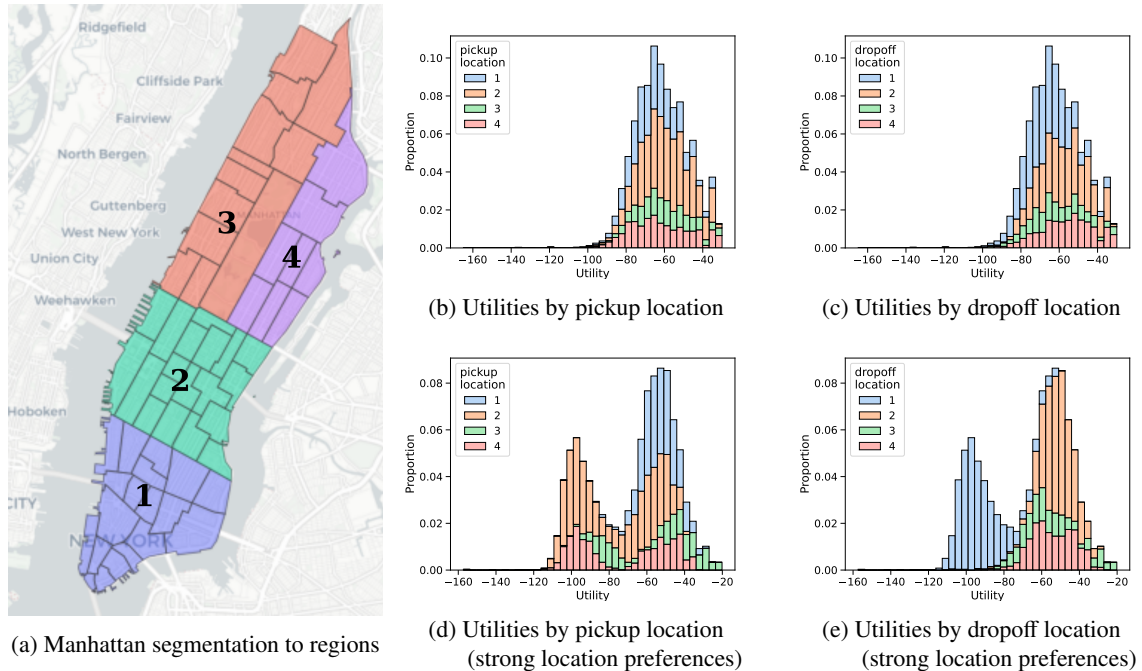 Ridgefield
Cliffside Park
Fairview
North Bergen
Guttenberg
West New York
Union City
Weehawken
Hoboken
CITY
NEW YORK
MANHATTAN
3
4
2
1
(a) Manhattan segmentation to regions
pickup
location
1
2
3
4
Proportion
0.10
0.08
0.06
0.04
0.02
0.00
−160 −140 −120 −100 −80 −60 −40
Utility
(b) Utilities by pickup location
dropoff
location
1
2
3
4
Proportion
0.10
0.08
0.06
0.04
0.02
0.00
−160 −140 −120 −100 −80 −60 −40
Utility
(c) Utilities by dropoff location
pickup
location
1
2
3
4
Proportion
0.08
0.06
0.04
0.02
0.00
−160 −140 −120 −100 −80 −60 −40 −20
Utility
(d) Utilities by pickup location
(strong location preferences)
dropoff
location
1
2
3
4
Proportion
0.08
0.06
0.04
0.02
0.00
−160 −140 −120 −100 −80 −60 −40 −20
Utility
(e) Utilities by dropoff location
(strong location preferences)